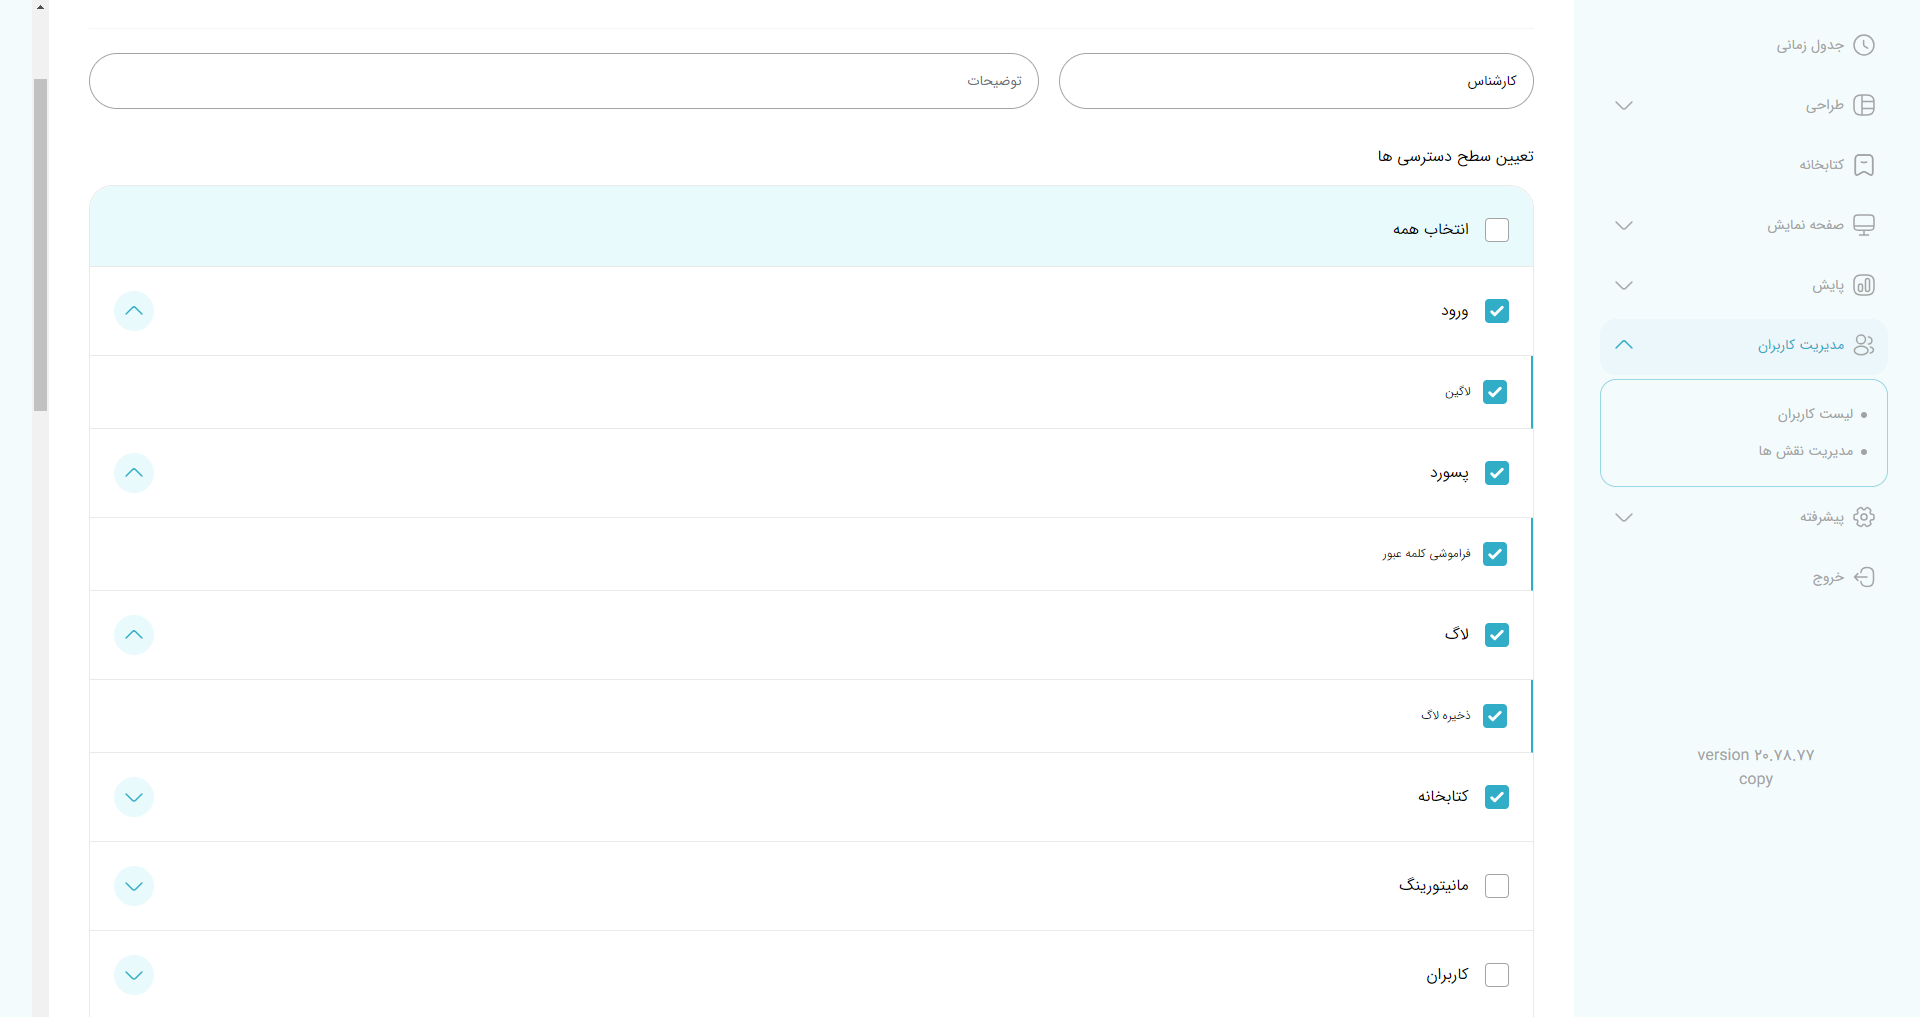 جدول زمانی
طراحی
کتابخانه
صفحه نمایش
پایش
مدیریت کاربران
لیست کاربران
مدیریت نقش ها
پیشرفته
خروج
version ۲۰.۷۸.۷۷
copy
کارشناس
توضیحات
تعیین سطح دسترسی ها
انتخاب همه
ورود
لاگین
پسورد
فراموشی کلمه عبور
لاگ
ذخیره لاگ
کتابخانه
مانیتورینگ
کاربران